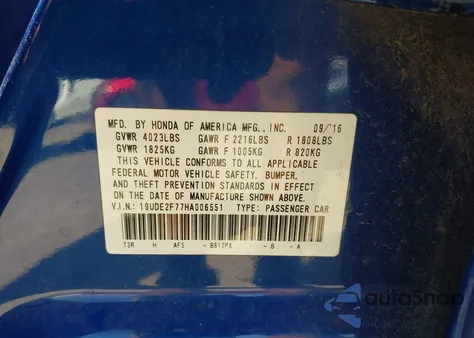 MFD. BY HONDA OF AMERICA MFG., INC. 09/16
GVWR 4023LBS GAWR F 2216LBS R 1808LBS
GVWR 1825KG GAWR F 1005KG R 820KG
THIS VEHICLE CONFORMS TO ALL APPLICABLE
FEDERAL MOTOR VEHICLE SAFETY, BUMPER,
AND THEFT PREVENTION STANDARDS IN EFFECT
ON THE DATE OF MANUFACTURE SHOWN ABOVE.
V.I.N.: 19UDE2F77HA006551 TYPE: PASSENGER CAR
T3R H AF5 - B612PX - B - A
autoSnap